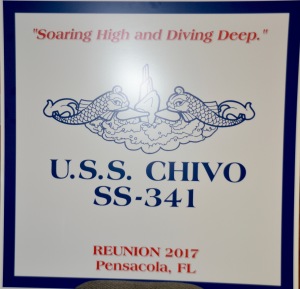 "Soaring High and Diving Deep."
U.S.S. CHIVO
SS-341
REUNION 2017
Pensacola, FL